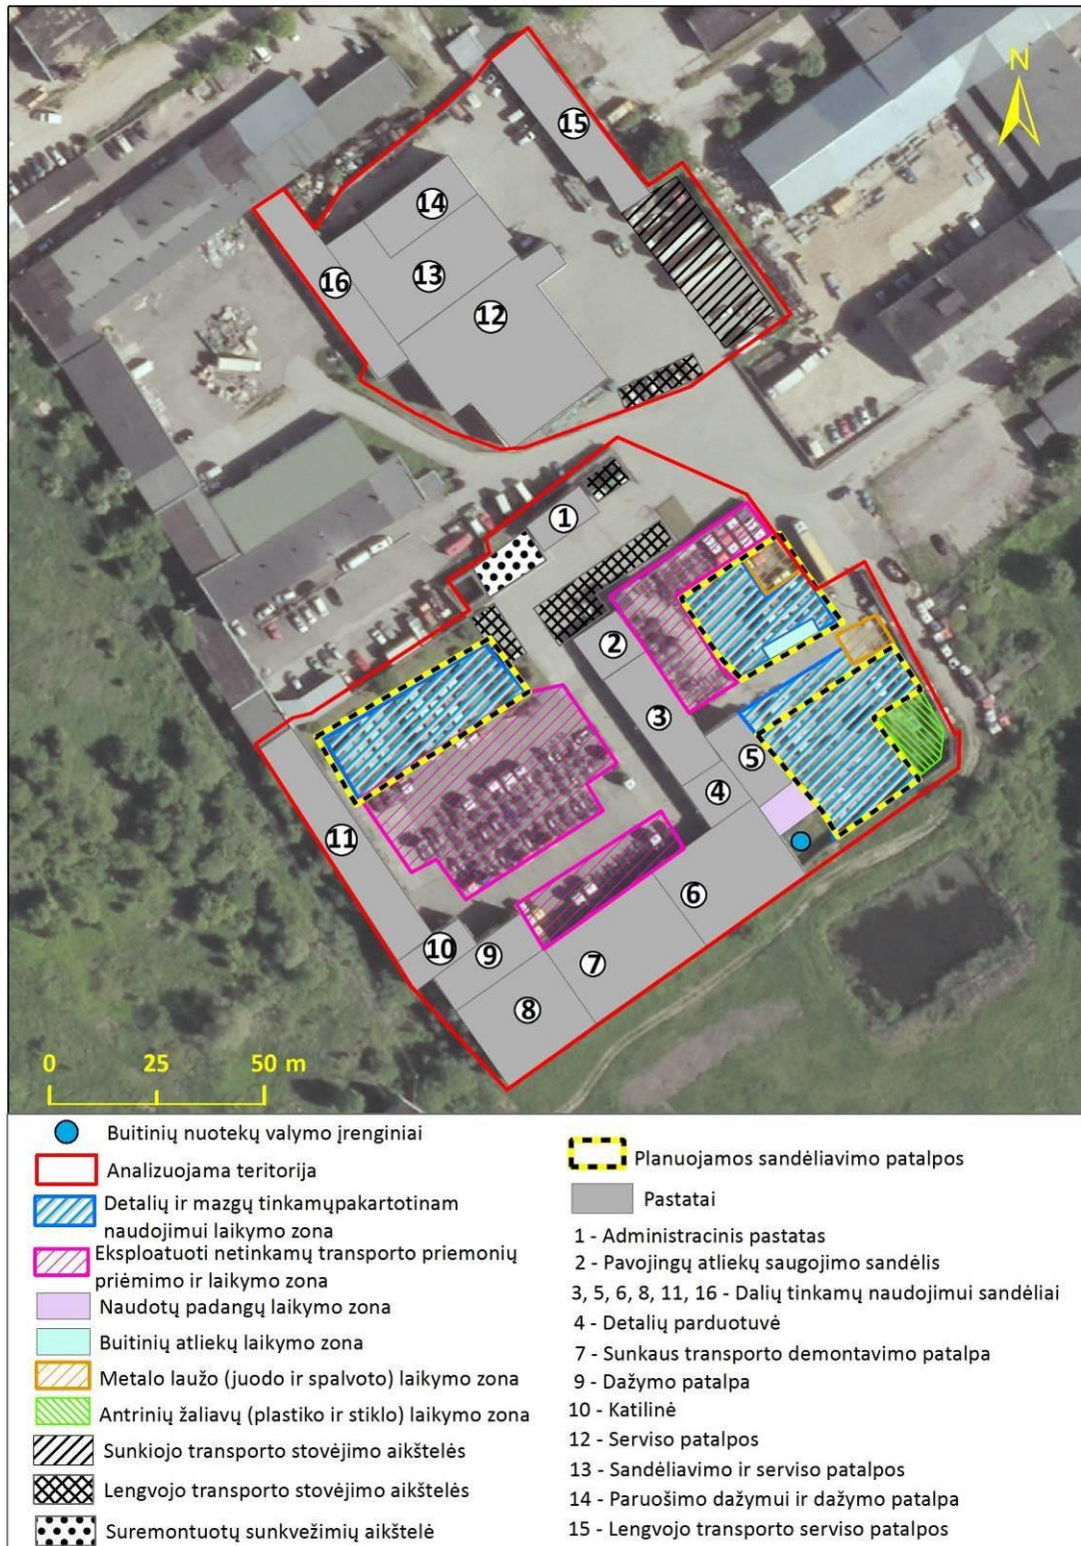 N
15
14
16
13
12
1
2
3
5
4
11
6
10
9
7
8
0 25 50 m
Buitinių nuotekų valymo įrenginiai
Analizuojama teritorija
Detalių ir mazgų tinkamųpakartotinam
naudojimui laikymo zona
Eksploatuoti netinkamų transporto priemonių
priėmimo ir laikymo zona
Naudotų padangų laikymo zona
Buitinių atliekų laikymo zona
Metalo laužo (juodo ir spalvoto) laikymo zona
Antrinių žaliavų (plastiko ir stiklo) laikymo zona
Sunkiojo transporto stovėjimo aikštelės
Lengvojo transporto stovėjimo aikštelės
Suremontuotų sunkvežimių aikštelė
Planuojamos sandėliavimo patalpos
Pastatai
1 - Administracinis pastatas
2 - Pavojingų atliekų saugojimo sandėlis
3, 5, 6, 8, 11, 16 - Dalių tinkamų naudojimui sandėliai
4 - Detalių parduotuvė
7 - Sunkaus transporto demontavimo patalpa
9 - Dažymo patalpa
10 - Katilinė
12 - Serviso patalpos
13 - Sandėliavimo ir serviso patalpos
14 - Paruošimo dažymui ir dažymo patalpa
15 - Lengvojo transporto serviso patalpos